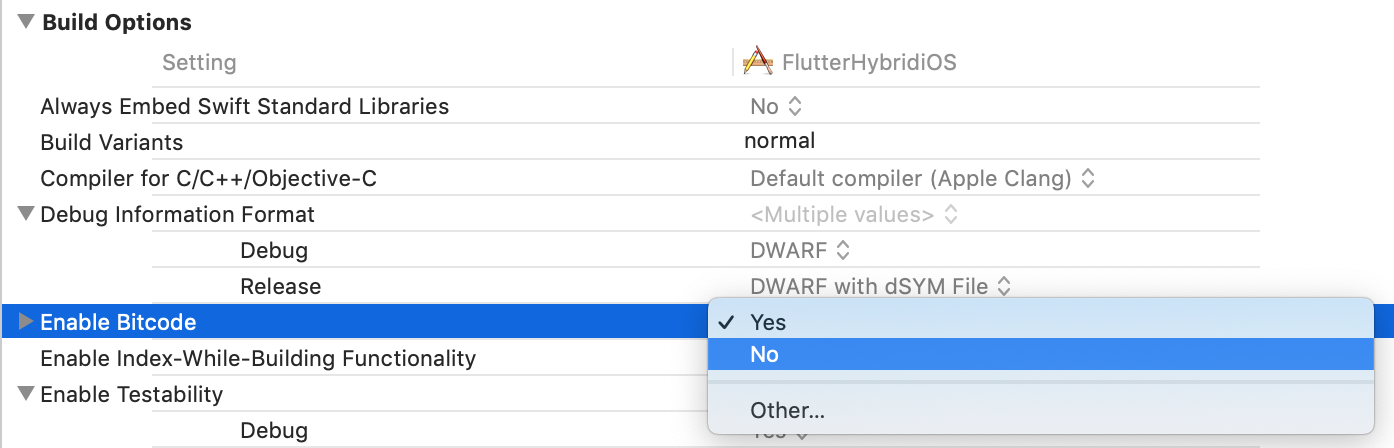 Build Options
Setting FlutterHybridiOS
Always Embed Swift Standard Libraries No
Build Variants normal
Compiler for C/C++/Objective-C Default compiler (Apple Clang)
Debug Information Format <Multiple values>
Debug DWARF
Release DWARF with dSYM File
Enable Bitcode Yes
No
Enable Index-While-Building Functionality
Enable Testability
Other...
Debug Yes